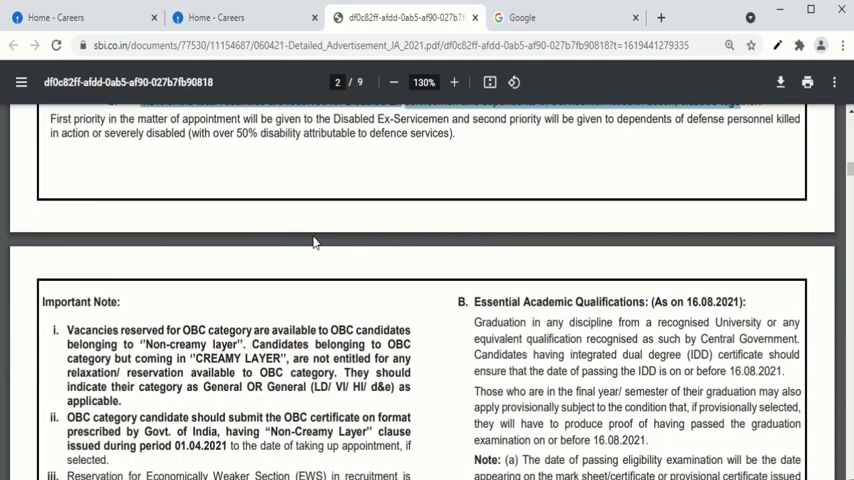 Home - Careers
Home - Careers
df0c82ff-afdd-0ab5-af90-027b7f
Google
sbi.co.in/documents/77530/11154687/060421-Detailed_Advertisement_JA_2021.pdf/df0c82ff-afdd-0ab5-af90-027b7fb90818?t=1619441279335
df0c82ff-afdd-0ab5-af90-027b7fb90818
2 / 9
130%
First priority in the matter of appointment will be given to the Disabled Ex-Servicemen and second priority will be given to dependents of defense personnel killed
in action or severely disabled (with over 50% disability attributable to defence services).
Important Note:
i. Vacancies reserved for OBC category are available to OBC candidates
belonging to ''Non-creamy layer''. Candidates belonging to OBC
category but coming in ''CREAMY LAYER'', are not entitled for any
relaxation/ reservation available to OBC category. They should
indicate their category as General OR General (LD/ VI/ HI/ d&e) as
applicable.
ii. OBC category candidate should submit the OBC certificate on format
prescribed by Govt. of India, having “Non-Creamy Layer” clause
issued during period 01.04.2021 to the date of taking up appointment, if
selected.
iii. Reservation for Economically Weaker Section (EWS) in recruitment is
B. Essential Academic Qualifications: (As on 16.08.2021):
Graduation in any discipline from a recognised University or any
equivalent qualification recognised as such by Central Government.
Candidates having integrated dual degree (IDD) certificate should
ensure that the date of passing the IDD is on or before 16.08.2021.
Those who are in the final year/ semester of their graduation may also
apply provisionally subject to the condition that, if provisionally selected,
they will have to produce proof of having passed the graduation
examination on or before 16.08.2021.
Note: (a) The date of passing eligibility examination will be the date
appearing on the mark sheet/certificate or provisional certificate issued